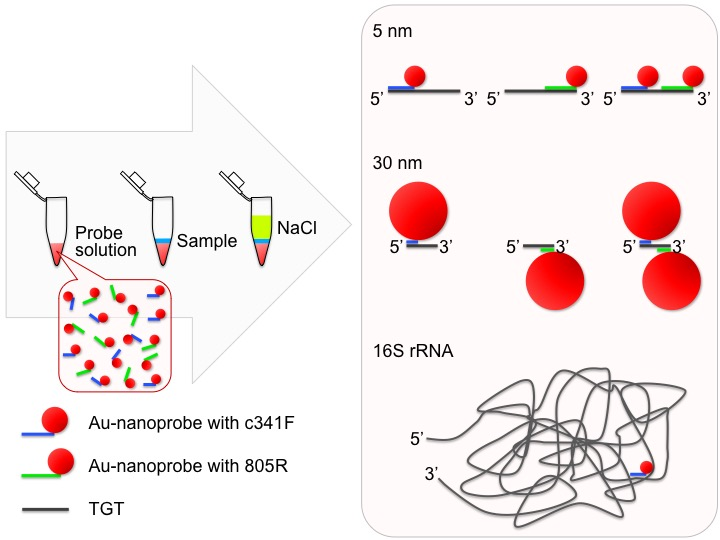 Probe
solution
Sample
NaCl
Au-nanoprobe with c341F
Au-nanoprobe with 805R
TGT
5 nm
5’ 3’ 5’ 3’ 5’ 3’
30 nm
5’ 3’ 5’ 3’ 5’ 3’
16S rRNA
5’
3’